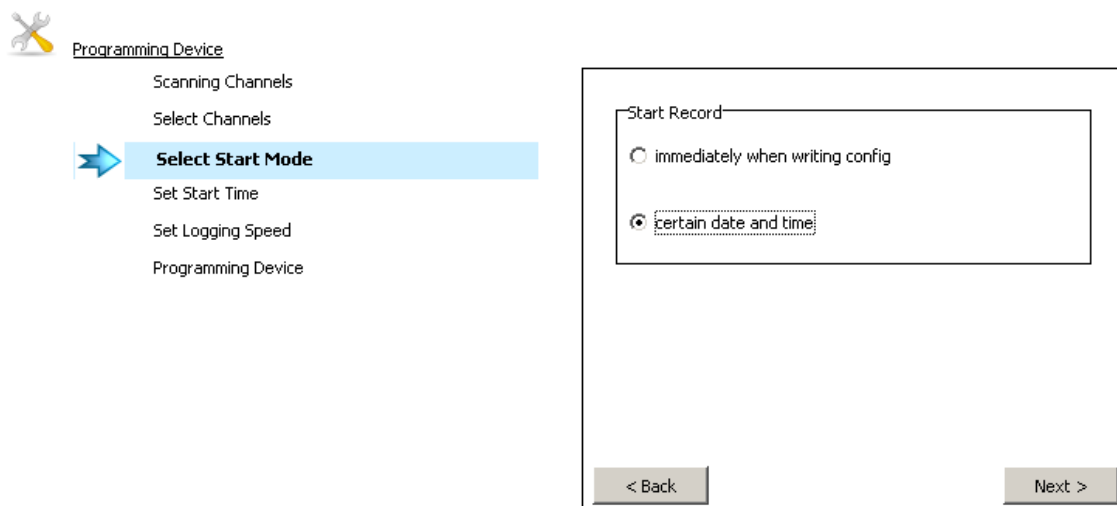 Programming Device
Scanning Channels
Select Channels
Select Start Mode
Set Start Time
Set Logging Speed
Programming Device
Start Record
immediately when writing config
certain date and time
< Back
Next >